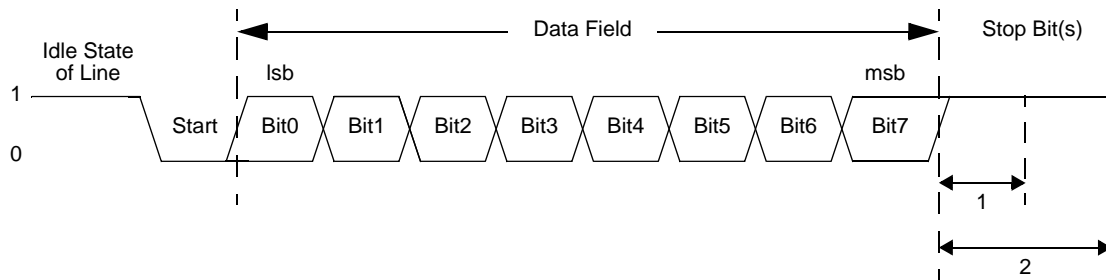 Data Field
Stop Bit(s)
Idle State
of Line
lsb
msb
1
Start
Bit0
Bit1
Bit2
Bit3
Bit4
Bit5
Bit6
Bit7
0
1
2